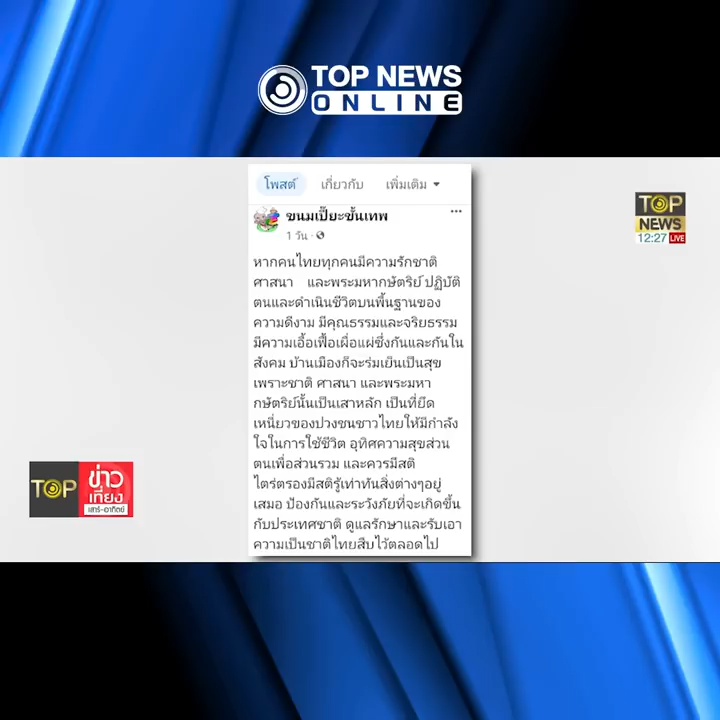 TOP NEWS
ONLINE
โพสต์ เกี่ยวกับ เพิ่มเติม
ขนมเปี๊ยะขั้นเทพ
1 วัน
หากคนไทยทุกคนมีความรักชาติ
ศาสนา และพระมหากษัตริย์ ปฏิบัติ
ตนและดำเนินชีวิตบนพื้นฐานของ
ความดีงาม มีคุณธรรมและจริยธรรม
มีความเอื้อเฟื้อเผื่อแผ่ซึ่งกันและกันใน
สังคม บ้านเมืองก็จะร่มเย็นเป็นสุข
เพราะชาติ ศาสนา และพระมหา
กษัตริย์นั้นเป็นเสาหลัก เป็นที่ยึด
เหนี่ยวของปวงชนชาวไทยให้มีกำลัง
ใจในการใช้ชีวิต อุทิศความสุขส่วน
ตนเพื่อส่วนรวม และควรมีสติ
ไตร่ตรองมีสติรู้เท่าทันสิ่งต่างๆอยู่
เสมอ ป้องกันและระวังภัยที่จะเกิดขึ้น
กับประเทศชาติ ดูแลรักษาและรับเอา
ความเป็นชาติไทยสืบไว้ตลอดไป
TOP
NEWS
12:27 LIVE
TOP ข่าว
เที่ยง
เสาร์-อาทิตย์